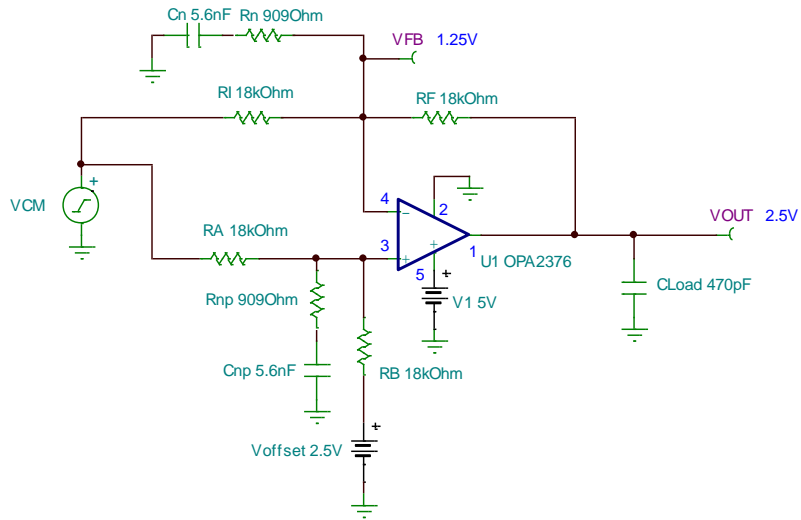 Cn 5.6nF Rn 909Ohm
VFB 1.25V
RI 18kOhm
RF 18kOhm
+
VCM
4
2
VOUT 2.5V
RA 18kOhm
3
1
U1 OPA2376
5
+
V1 5V
CLoad 470pF
Rnp 909Ohm
Cnp 5.6nF
RB 18kOhm
+
Voffset 2.5V